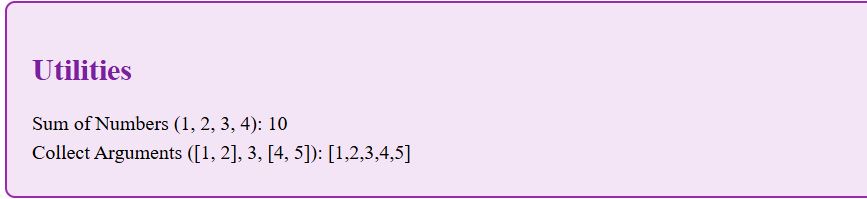 Utilities
Sum of Numbers (1, 2, 3, 4): 10
Collect Arguments ([1, 2], 3, [4, 5]): [1,2,3,4,5]